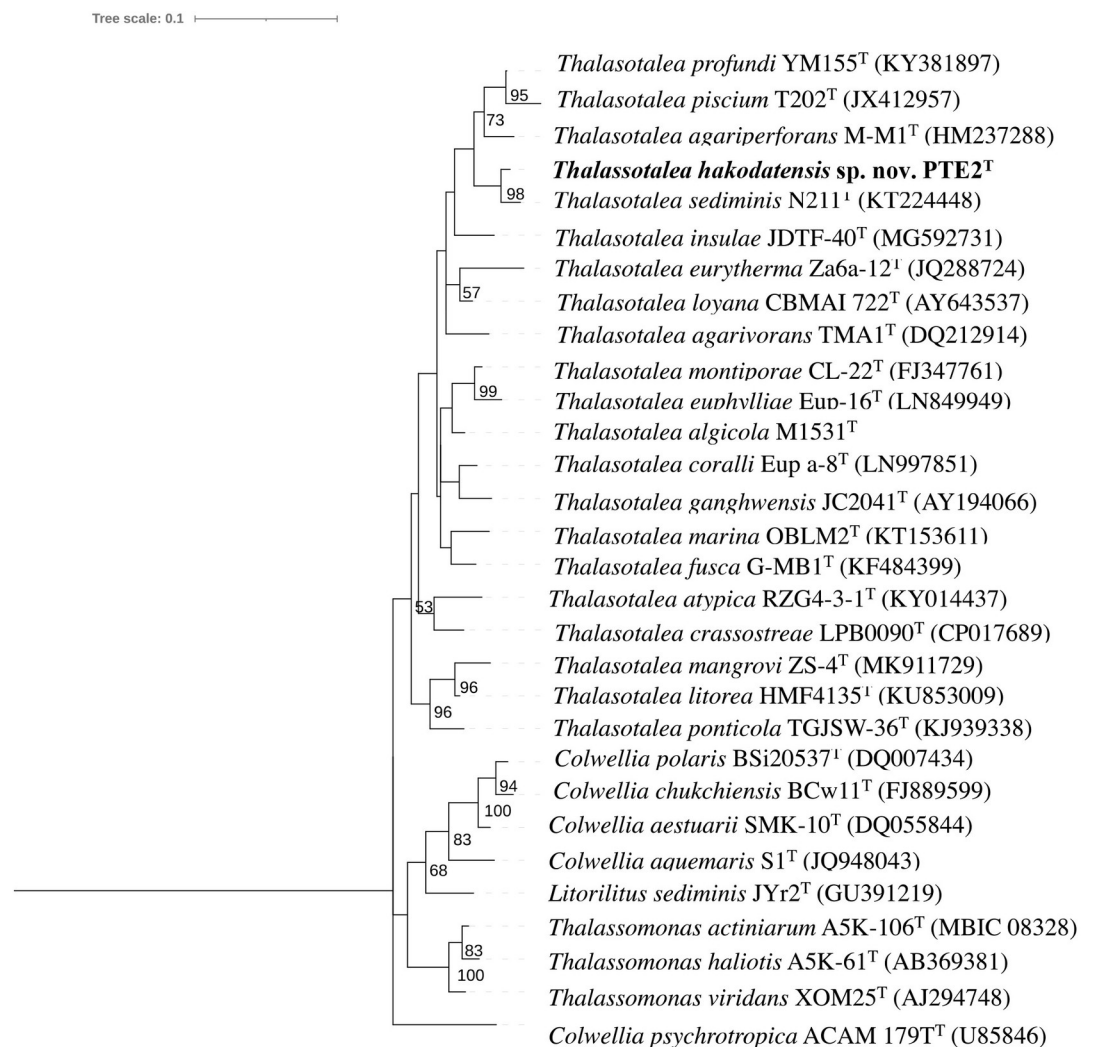 Tree scale: 0.1
Thalasotalea profundi YM155ᵀ (KY381897)
95
Thalasotalea piscium T202ᵀ (JX412957)
73
Thalasotalea agariperforans M-M1ᵀ (HM237288)
Thalassotalea hakodatensis sp. nov. PTE2ᵀ
98
Thalasotalea sediminis N211ᵀ (KT224448)
Thalasotalea insulae JDTF-40ᵀ (MG592731)
Thalasotalea eurytherma Za6a-12ᵀ (JQ288724)
57
Thalasotalea loyana CBMAI 722ᵀ (AY643537)
Thalasotalea agarivorans TMA1ᵀ (DQ212914)
Thalasotalea montiporae CL-22ᵀ (FJ347761)
99
Thalasotalea euphylliae Eup-16ᵀ (LN849949)
Thalasotalea algicola M1531ᵀ
Thalasotalea coralli Eup a-8ᵀ (LN997851)
Thalasotalea ganghwensis JC2041ᵀ (AY194066)
Thalasotalea marina OBLM2ᵀ (KT153611)
Thalasotalea fusca G-MB1ᵀ (KF484399)
Thalasotalea atypica RZG4-3-1ᵀ (KY014437)
53
Thalasotalea crassostreae LPB0090ᵀ (CP017689)
Thalasotalea mangrovi ZS-4ᵀ (MK911729)
96
Thalasotalea litorea HMF4135ᵀ (KU853009)
96
Thalasotalea ponticola TGJSW-36ᵀ (KJ939338)
Colwellia polaris BSi20537ᵀ (DQ007434)
94
Colwellia chukchiensis BCw11ᵀ (FJ889599)
100
Colwellia aestuarii SMK-10ᵀ (DQ055844)
83
Colwellia aquemaris S1ᵀ (JQ948043)
68
Litorilitus sediminis JYr2ᵀ (GU391219)
Thalassomonas actiniarum A5K-106ᵀ (MBIC 08328)
83
Thalassomonas haliotis A5K-61ᵀ (AB369381)
100
Thalassomonas viridans XOM25ᵀ (AJ294748)
Colwellia psychrotropica ACAM 179Tᵀ (U85846)